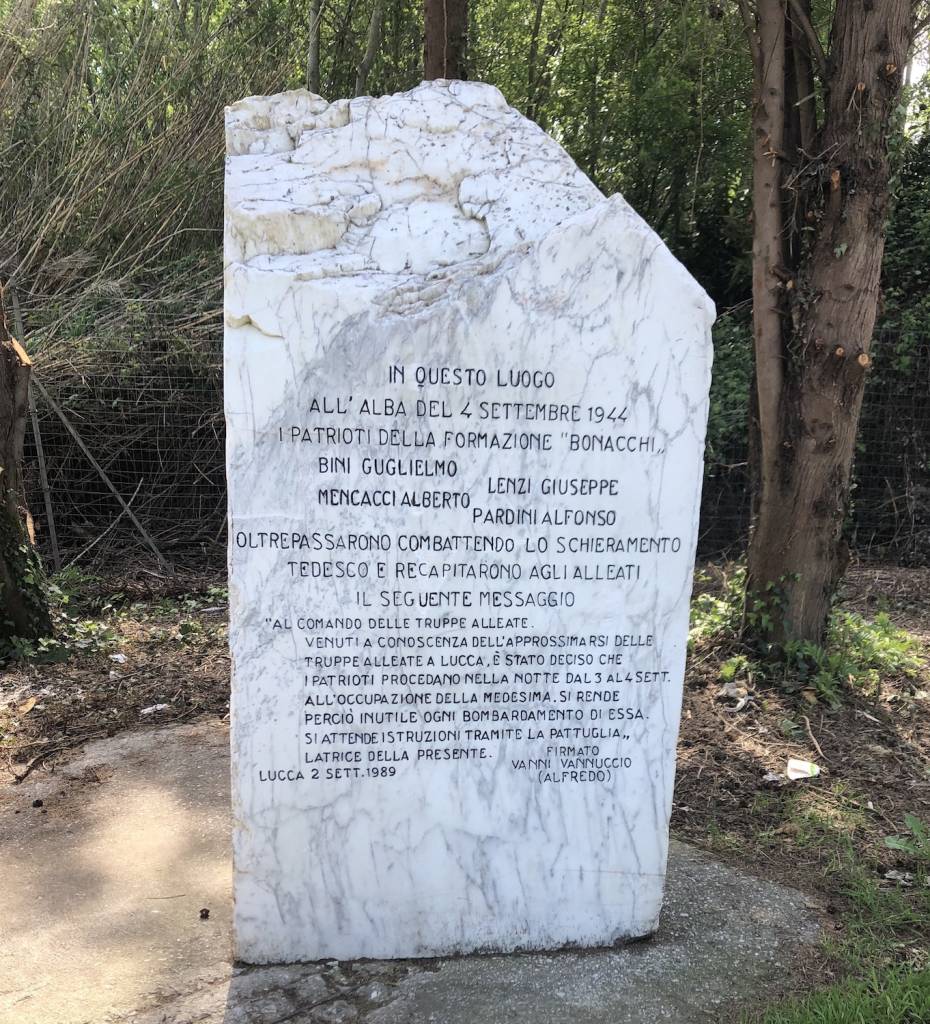 IN QUESTO LUOGO
ALL'ALBA DEL 4 SETTEMBRE 1944
I PATRIOTI DELLA FORMAZIONE "BONACCHI„
BINI GUGLIELMO
LENZI GIUSEPPE
MENCACCI ALBERTO
PARDINI ALFONSO
OLTREPASSARONO COMBATTENDO LO SCHIERAMENTO
TEDESCO E RECAPITARONO AGLI ALLEATI
IL SEGUENTE MESSAGGIO
"AL COMANDO DELLE TRUPPE ALLEATE.
VENUTI A CONOSCENZA DELL'APPROSSIMARSI DELLE
TRUPPE ALLEATE A LUCCA, È STATO DECISO CHE
I PATRIOTI PROCEDANO NELLA NOTTE DAL 3 AL 4 SETT.
ALL'OCCUPAZIONE DELLA MEDESIMA. SI RENDE
PERCIÒ INUTILE OGNI BOMBARDAMENTO DI ESSA.
SI ATTENDE ISTRUZIONI TRAMITE LA PATTUGLIA„
LATRICE DELLA PRESENTE.
FIRMATO
VANNI VANNUCCIO
(ALFREDO)
LUCCA 2 SETT. 1989